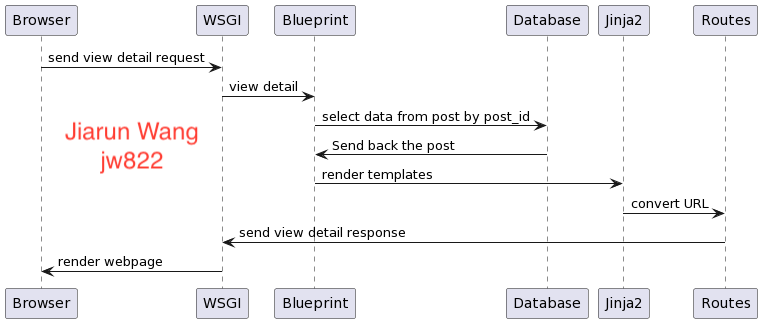 Browser WSGI Blueprint Database Jinja2 Routes
send view detail request
view detail
select data from post by post_id
Jiarun Wang
jw822
Send back the post
render templates
convert URL
send view detail response
render webpage
Browser WSGI Blueprint Database Jinja2 Routes